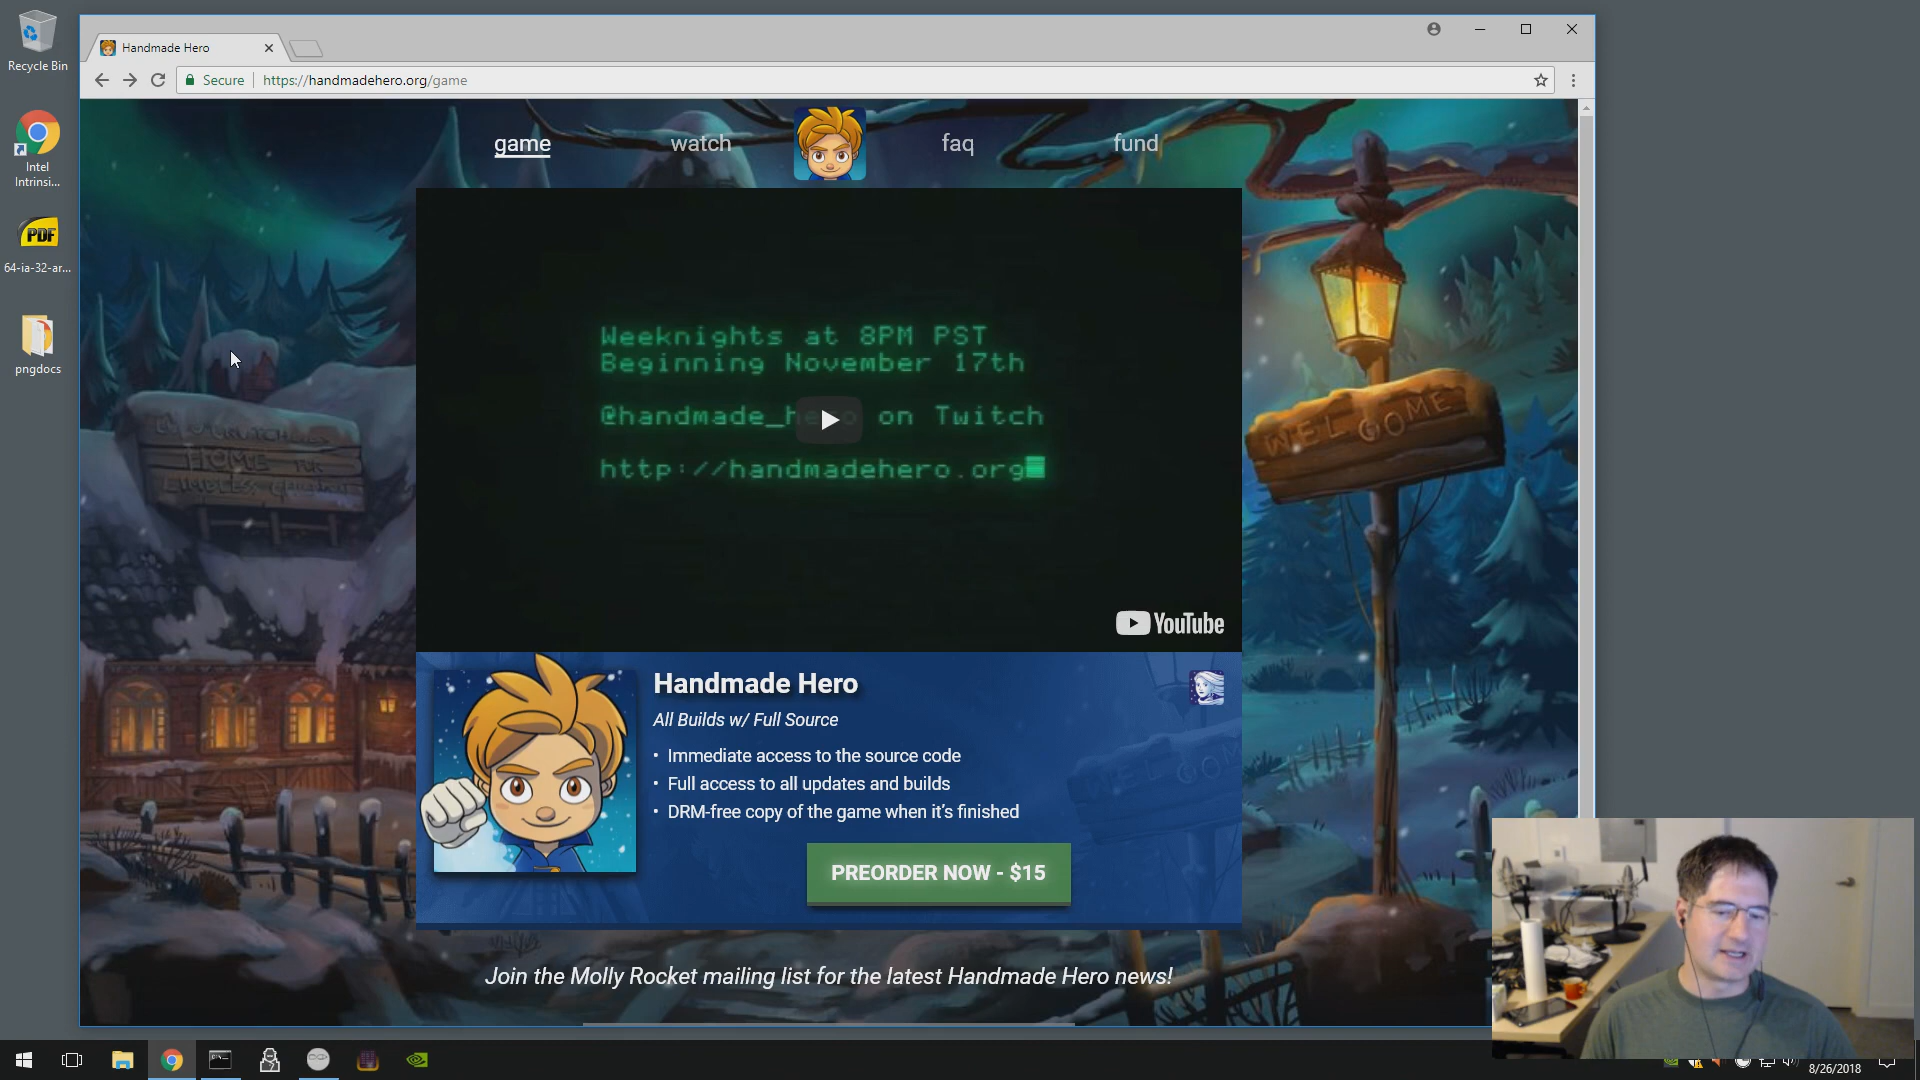 Recycle Bin
Intel
Intrinsi...
64-ia-32-ar...
pngdocs
Handmade Hero
Secure
https://handmadehero.org/game
game
watch
faq
fund
Weeknights at 8PM PST
Beginning November 17th
on Twitch
http://handmadehero.org
YouTube
WELCOME
HOME FOR
PDF
Handmade Hero
All Builds w/ Full Source
• Immediate access to the source code
• Full access to all updates and builds
• DRM-free copy of the game when it's finished
PREORDER NOW - $15
Join the Molly Rocket mailing list for the latest Handmade Hero news!
8/26/2018